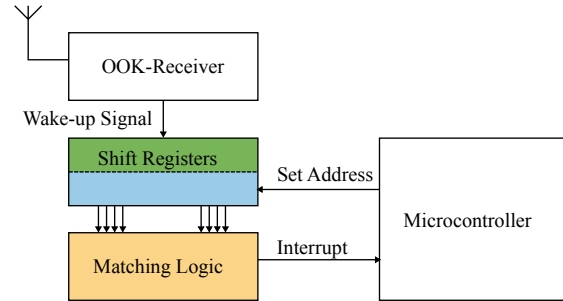 OOK-Receiver
Wake-up Signal
Shift Registers
Set Address
Microcontroller
Interrupt
Matching Logic